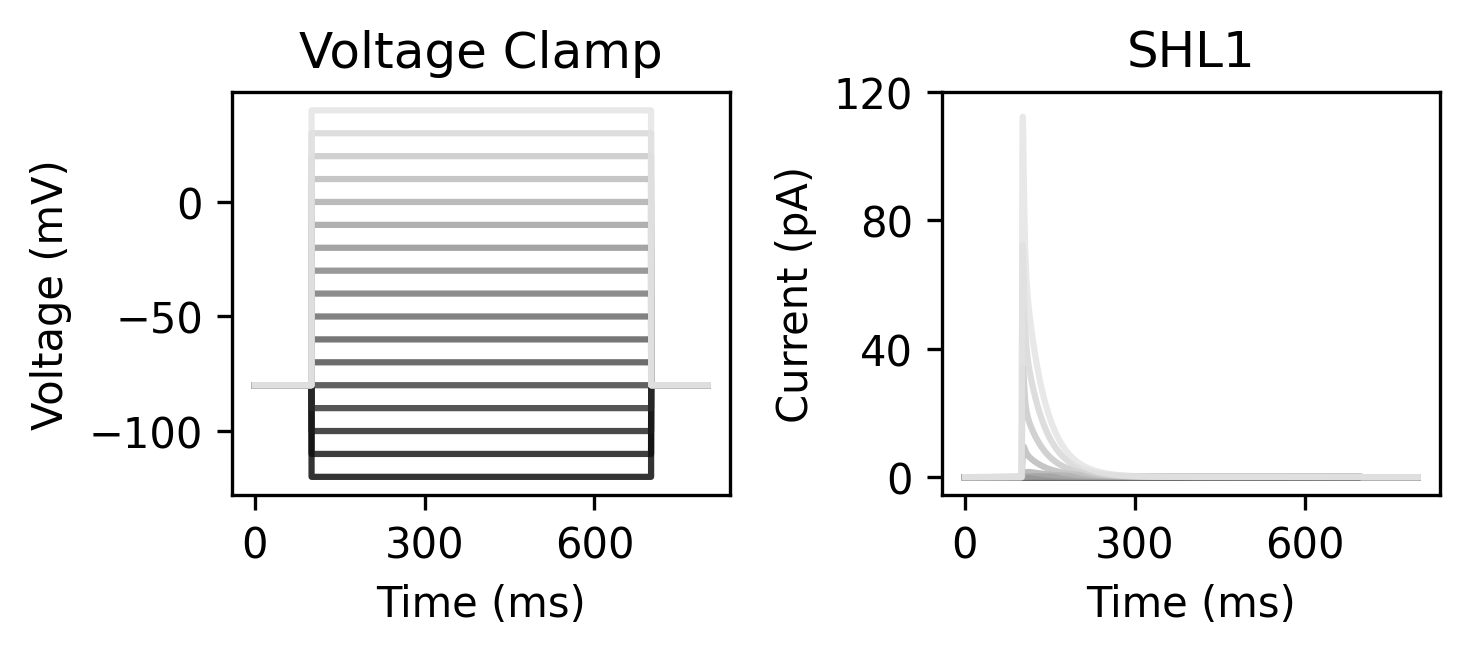 Voltage Clamp
Voltage (mV)
0
−50
−100
0 300 600
Time (ms)
SHL1
Current (pA)
120
80
40
0
0 300 600
Time (ms)